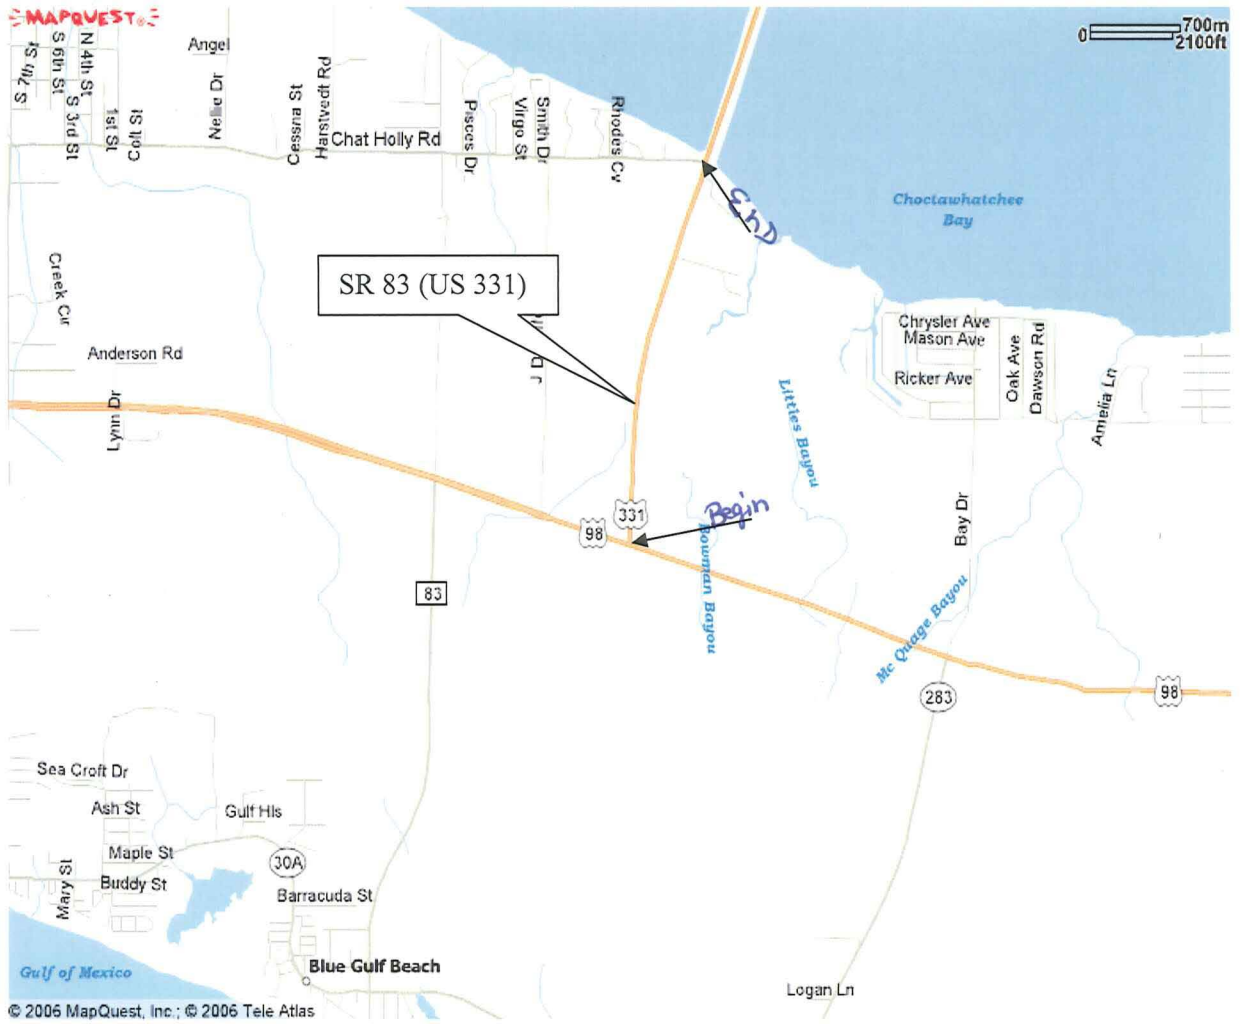 MAPQUEST®
0 700m
2100ft
S 7th St
S 6th St
N 4th St
S 3rd St
1st St
Colt St
Angel
Nellie Dr
Cessna St
Harstvedt Rd
Chat Holly Rd
Pisces Dr
Virgo St
Smith Dr
Rhodes Cv
End
Choctawhatchee
Bay
Creek Cir
SR 83 (US 331)
Anderson Rd
Lynn Dr
J D
Chrysler Ave
Mason Ave
Ricker Ave
Oak Ave
Dawson Rd
Amelia Ln
Littles Bayou
331
98
Begin
Bowman Bayou
Bay Dr
83
Mc Quage Bayou
283
98
Sea Croft Dr
Ash St
Gulf Hls
Maple St
Mary St
Buddy St
30A
Barracuda St
Gulf of Mexico
Blue Gulf Beach
Logan Ln
© 2006 MapQuest, Inc.; © 2006 Tele Atlas